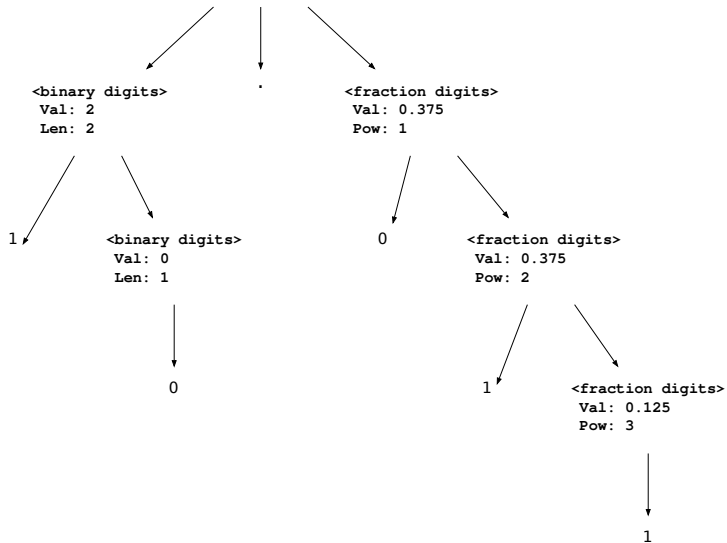 <binary digits>
Val: 2
Len: 2
.
<fraction digits>
Val: 0.375
Pow: 1
1
<binary digits>
Val: 0
Len: 1
0
<fraction digits>
Val: 0.375
Pow: 2
0
1
<fraction digits>
Val: 0.125
Pow: 3
1